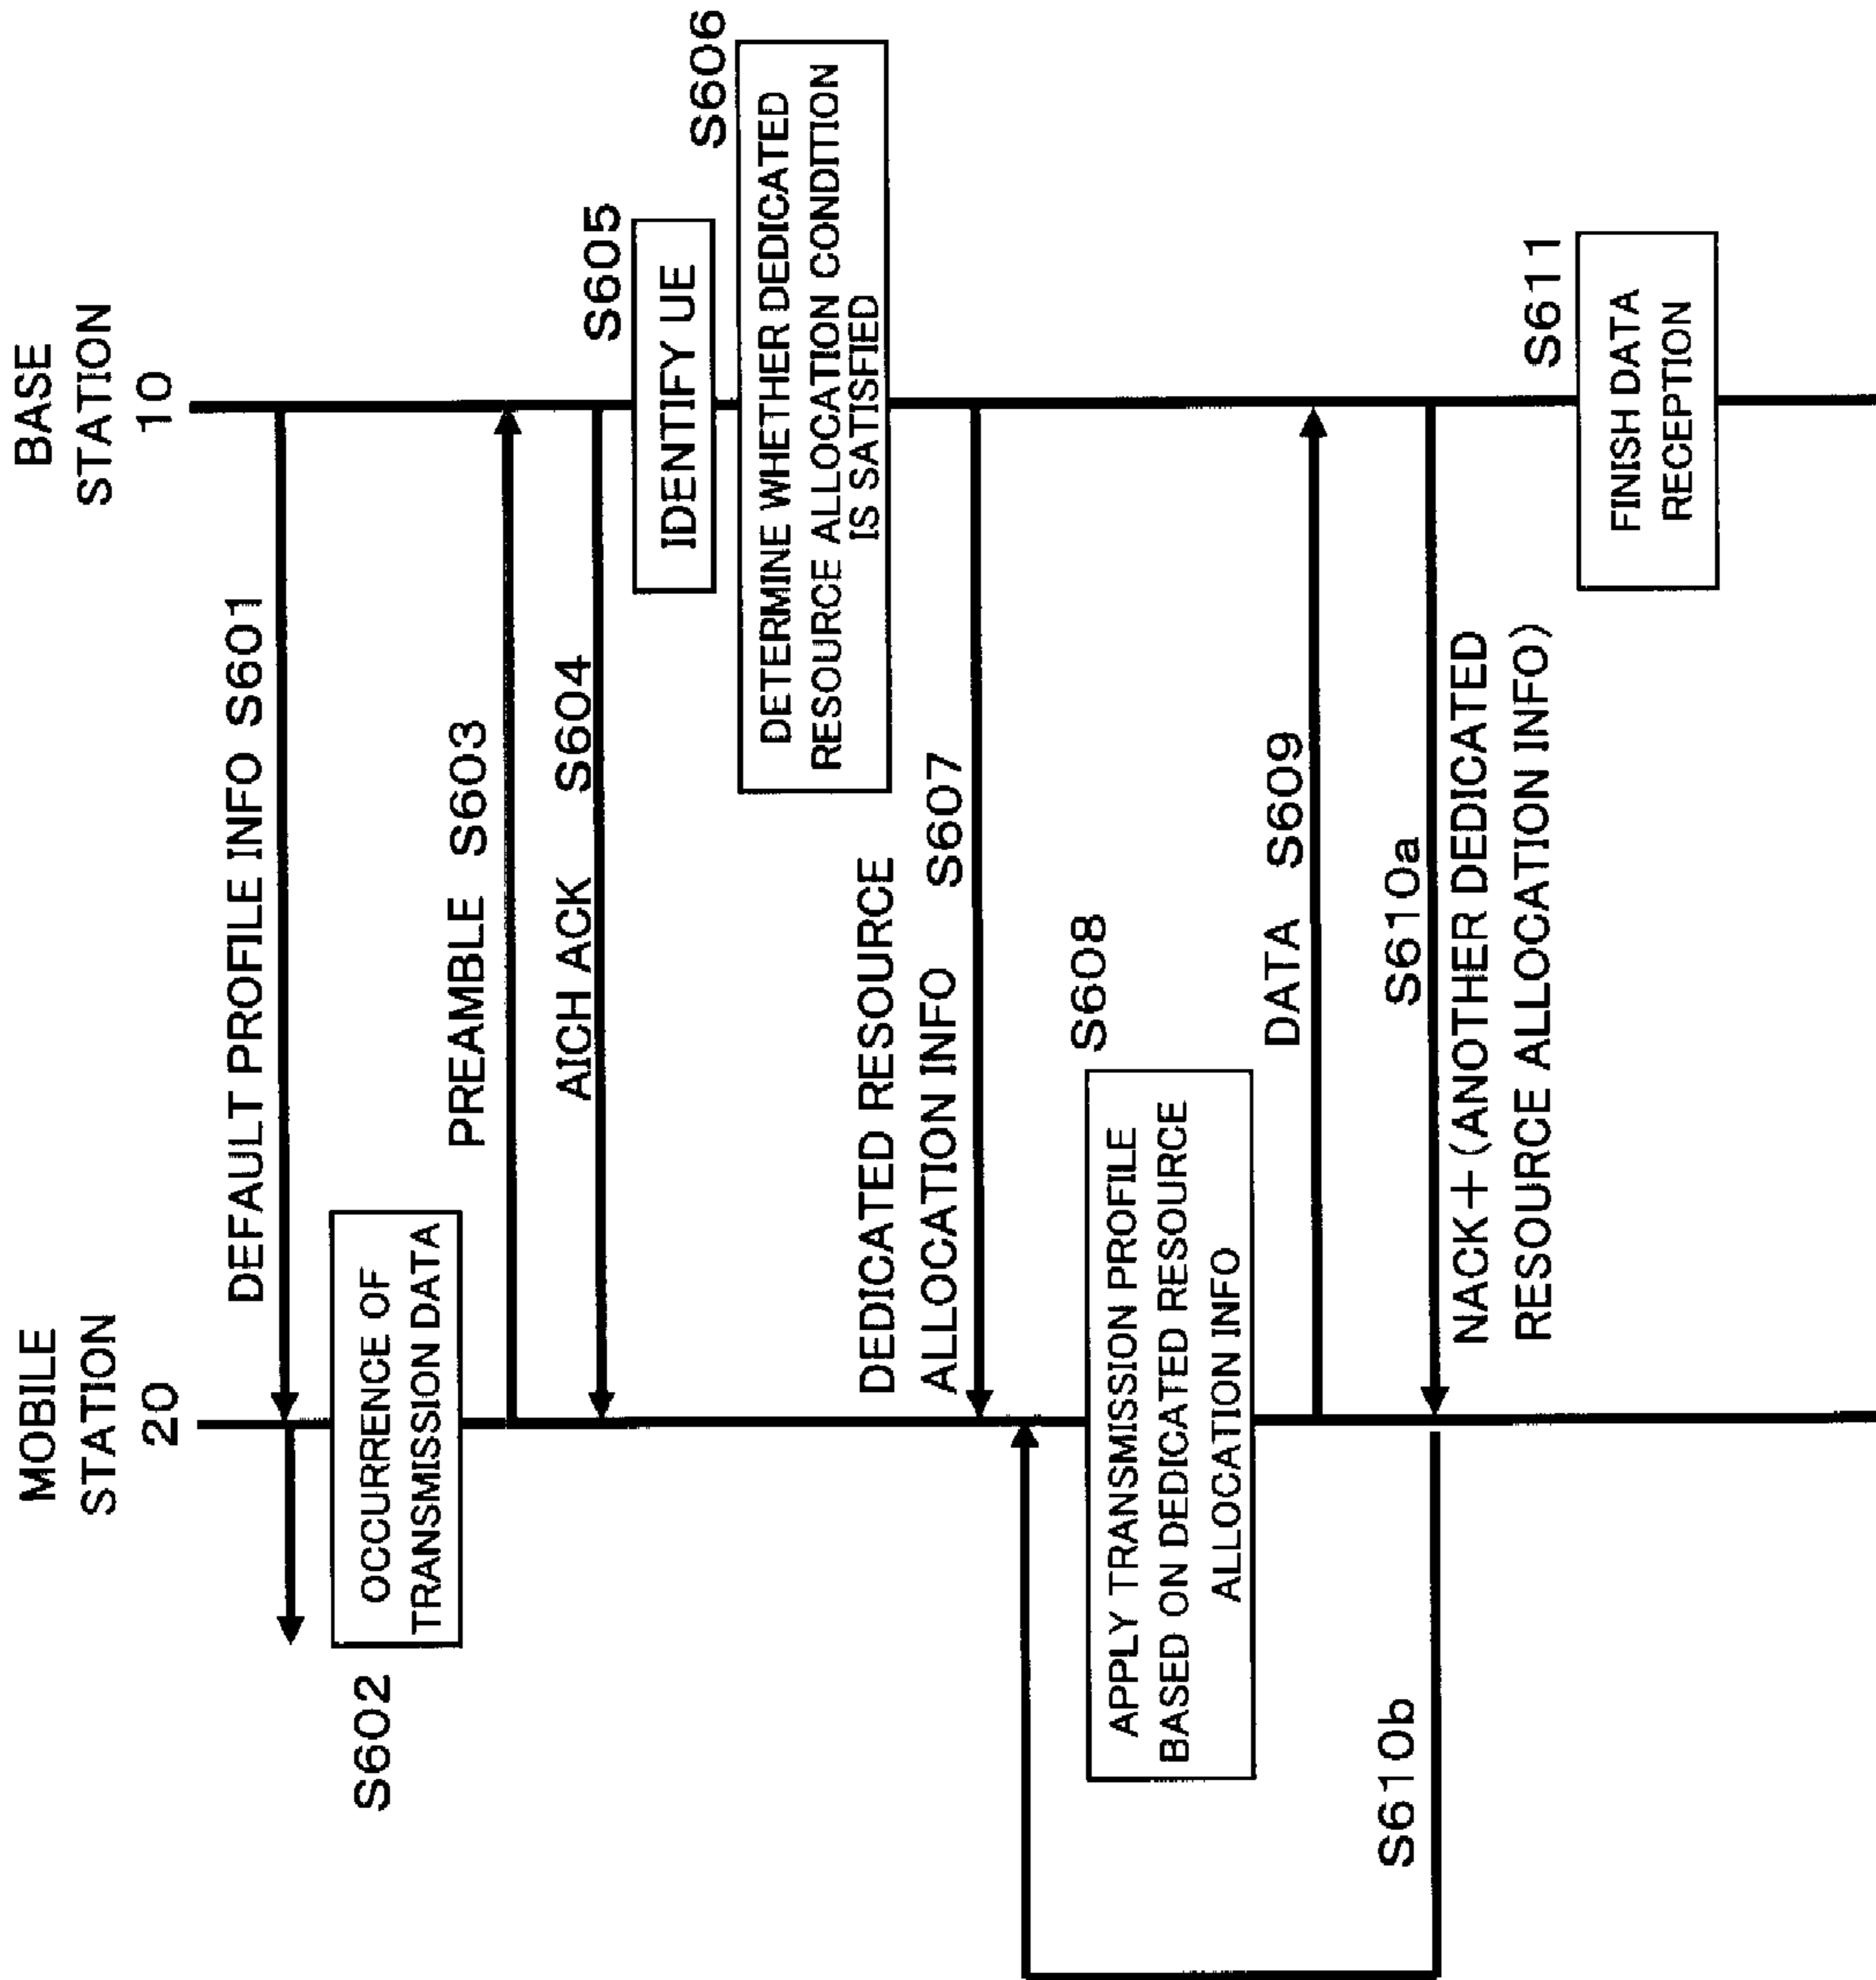 MOBILE
STATION
20
BASE
STATION
10
DEFAULT PROFILE INFO S601
S602
OCCURRENCE OF
TRANSMISSION DATA
PREAMBLE S603
AICH ACK S604
S605
IDENTIFY UE
S606
DETERMINE WHETHER DEDICATED
RESOURCE ALLOCATION CONDITION
IS SATISFIED
DEDICATED RESOURCE
ALLOCATION INFO S607
S608
APPLY TRANSMISSION PROFILE
BASED ON DEDICATED RESOURCE
ALLOCATION INFO
DATA S609
S610a
S610b
NACK+(ANOTHER DEDICATED
RESOURCE ALLOCATION INFO)
S611
FINISH DATA
RECEPTION